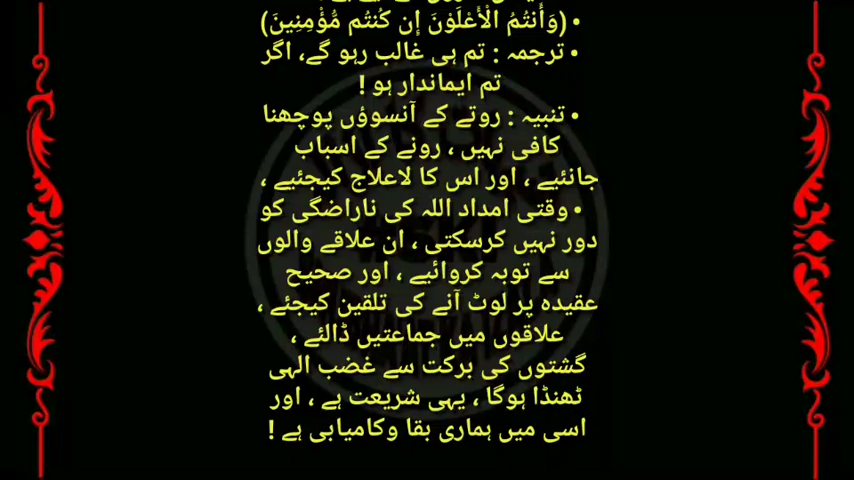 • (وَأَنتُمُ الْأَعْلَوْنَ إِن كُنتُم مُّؤْمِنِينَ)
• ترجمہ : تم ہی غالب رہو گے، اگر
تم ایماندار ہو !
• تنبیہ : روتے کے آنسوؤں پوچھنا
کافی نہیں ، رونے کے اسباب
جانئیے ، اور اس کا لاعلاج کیجئیے ،
• وقتی امداد اللہ کی ناراضگی کو
دور نہیں کرسکتی ، ان علاقے والوں
سے توبہ کروائیے ، اور صحیح
عقیدہ پر لوٹ آنے کی تلقین کیجئے ،
علاقوں میں جماعتیں ڈالئے ،
گشتوں کی برکت سے غضب الہی
ٹھنڈا ہوگا ، یہی شریعت ہے ، اور
اسی میں ہماری بقا وکامیابی ہے !